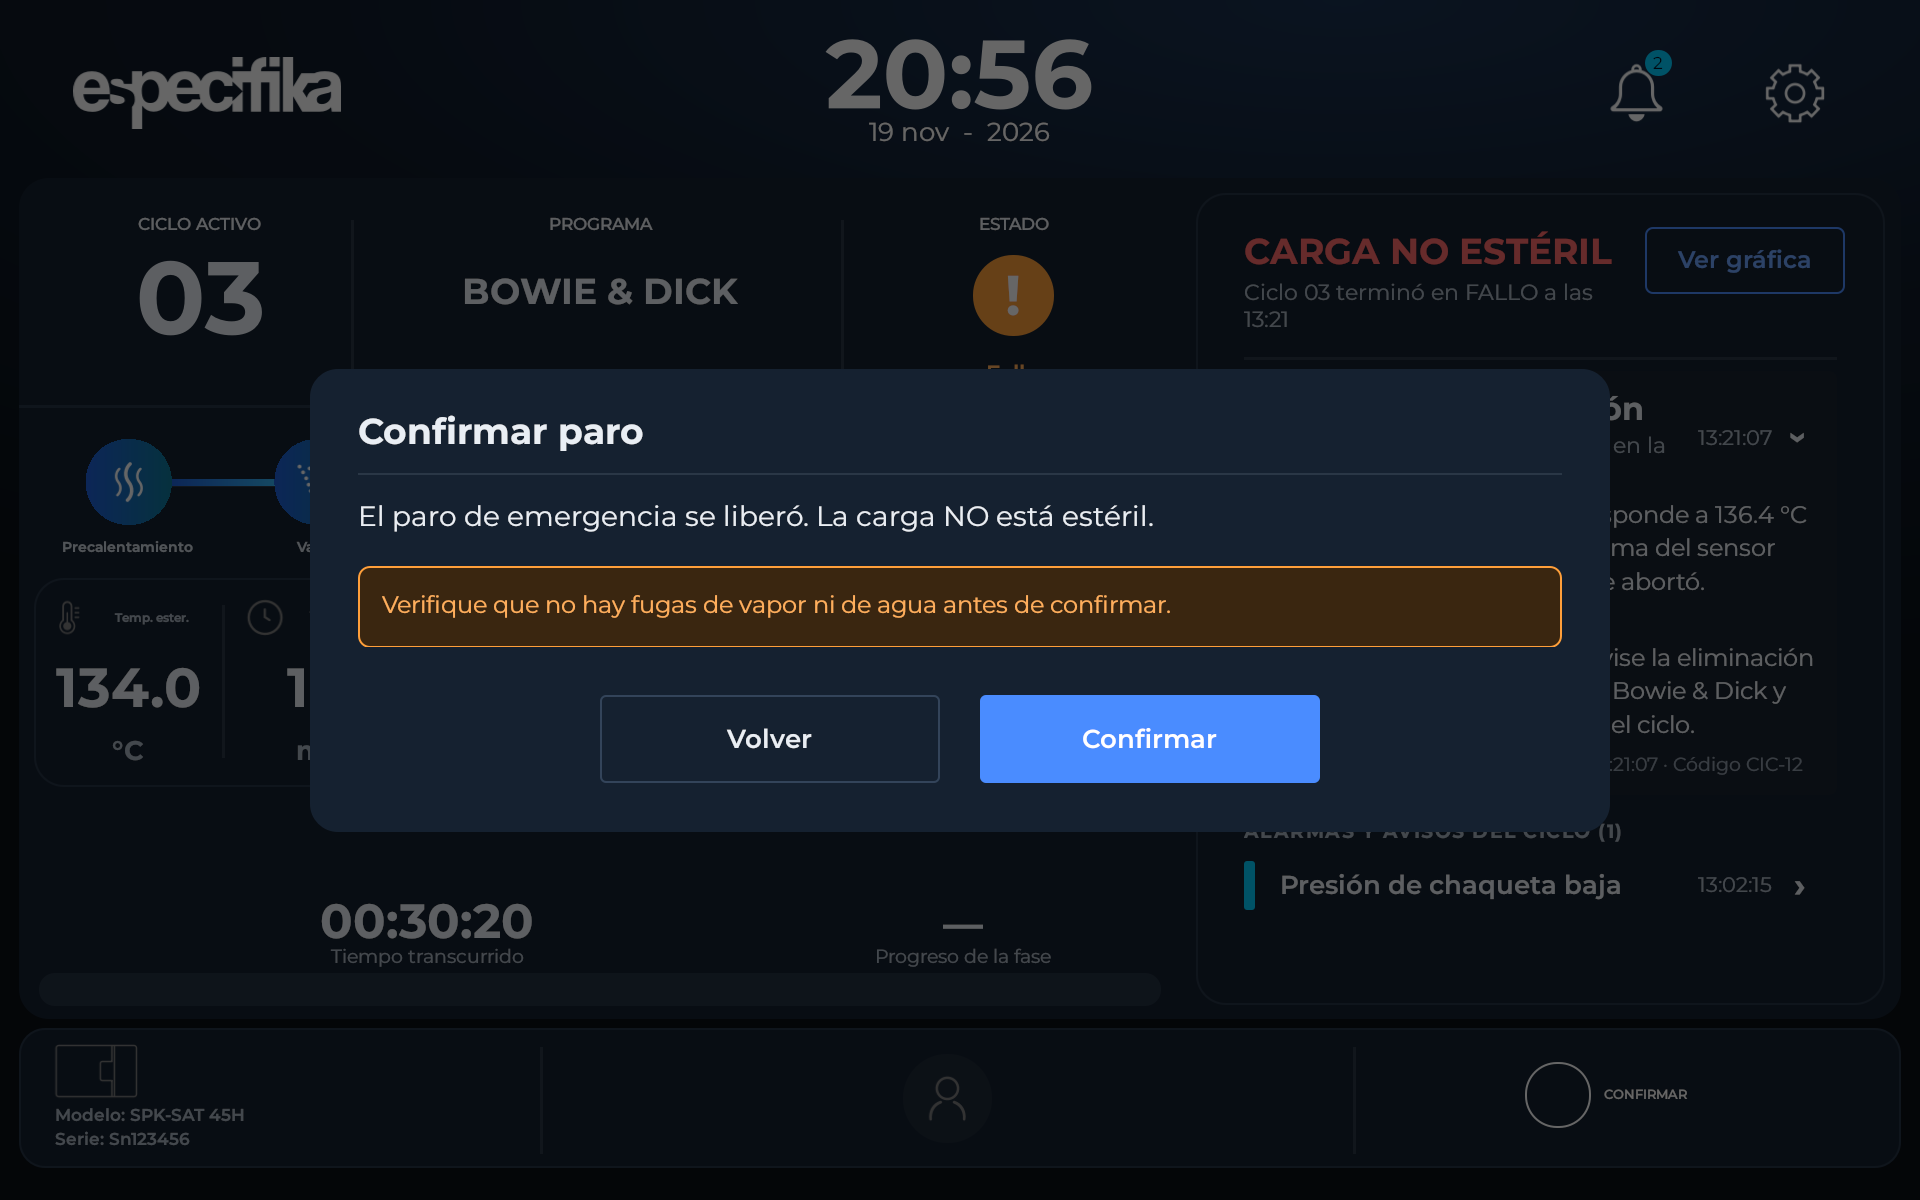 especifika
20:56
19 nov - 2026
2
CICLO ACTIVO
03
PROGRAMA
BOWIE & DICK
ESTADO
!
CARGA NO ESTÉRIL
Ciclo 03 terminó en FALLO a las
13:21
Ver gráfica
Precalentamiento
Temp. ester.
134.0
°C
Confirmar paro
El paro de emergencia se liberó. La carga NO está estéril.
Verifique que no hay fugas de vapor ni de agua antes de confirmar.
Volver
Confirmar
en la
13:21:07
a 136.4 °C
del sensor
abortó.
la eliminación
Bowie & Dick y
el ciclo.
:21:07 · Código CIC-12
ALARMAS Y AVISOS DEL CICLO (1)
Presión de chaqueta baja
13:02:15
00:30:20
Tiempo transcurrido
—
Progreso de la fase
Modelo: SPK-SAT 45H
Serie: Sn123456
CONFIRMAR